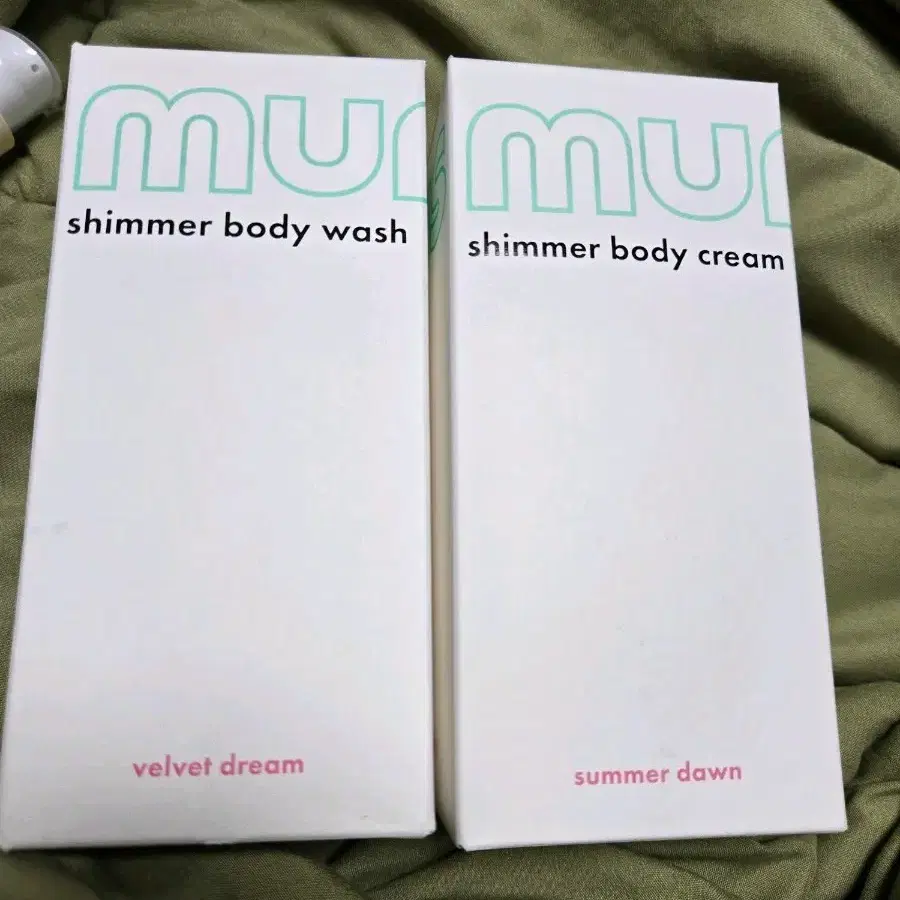 mu
shimmer body wash
velvet dream
mu
shimmer body cream
summer dawn